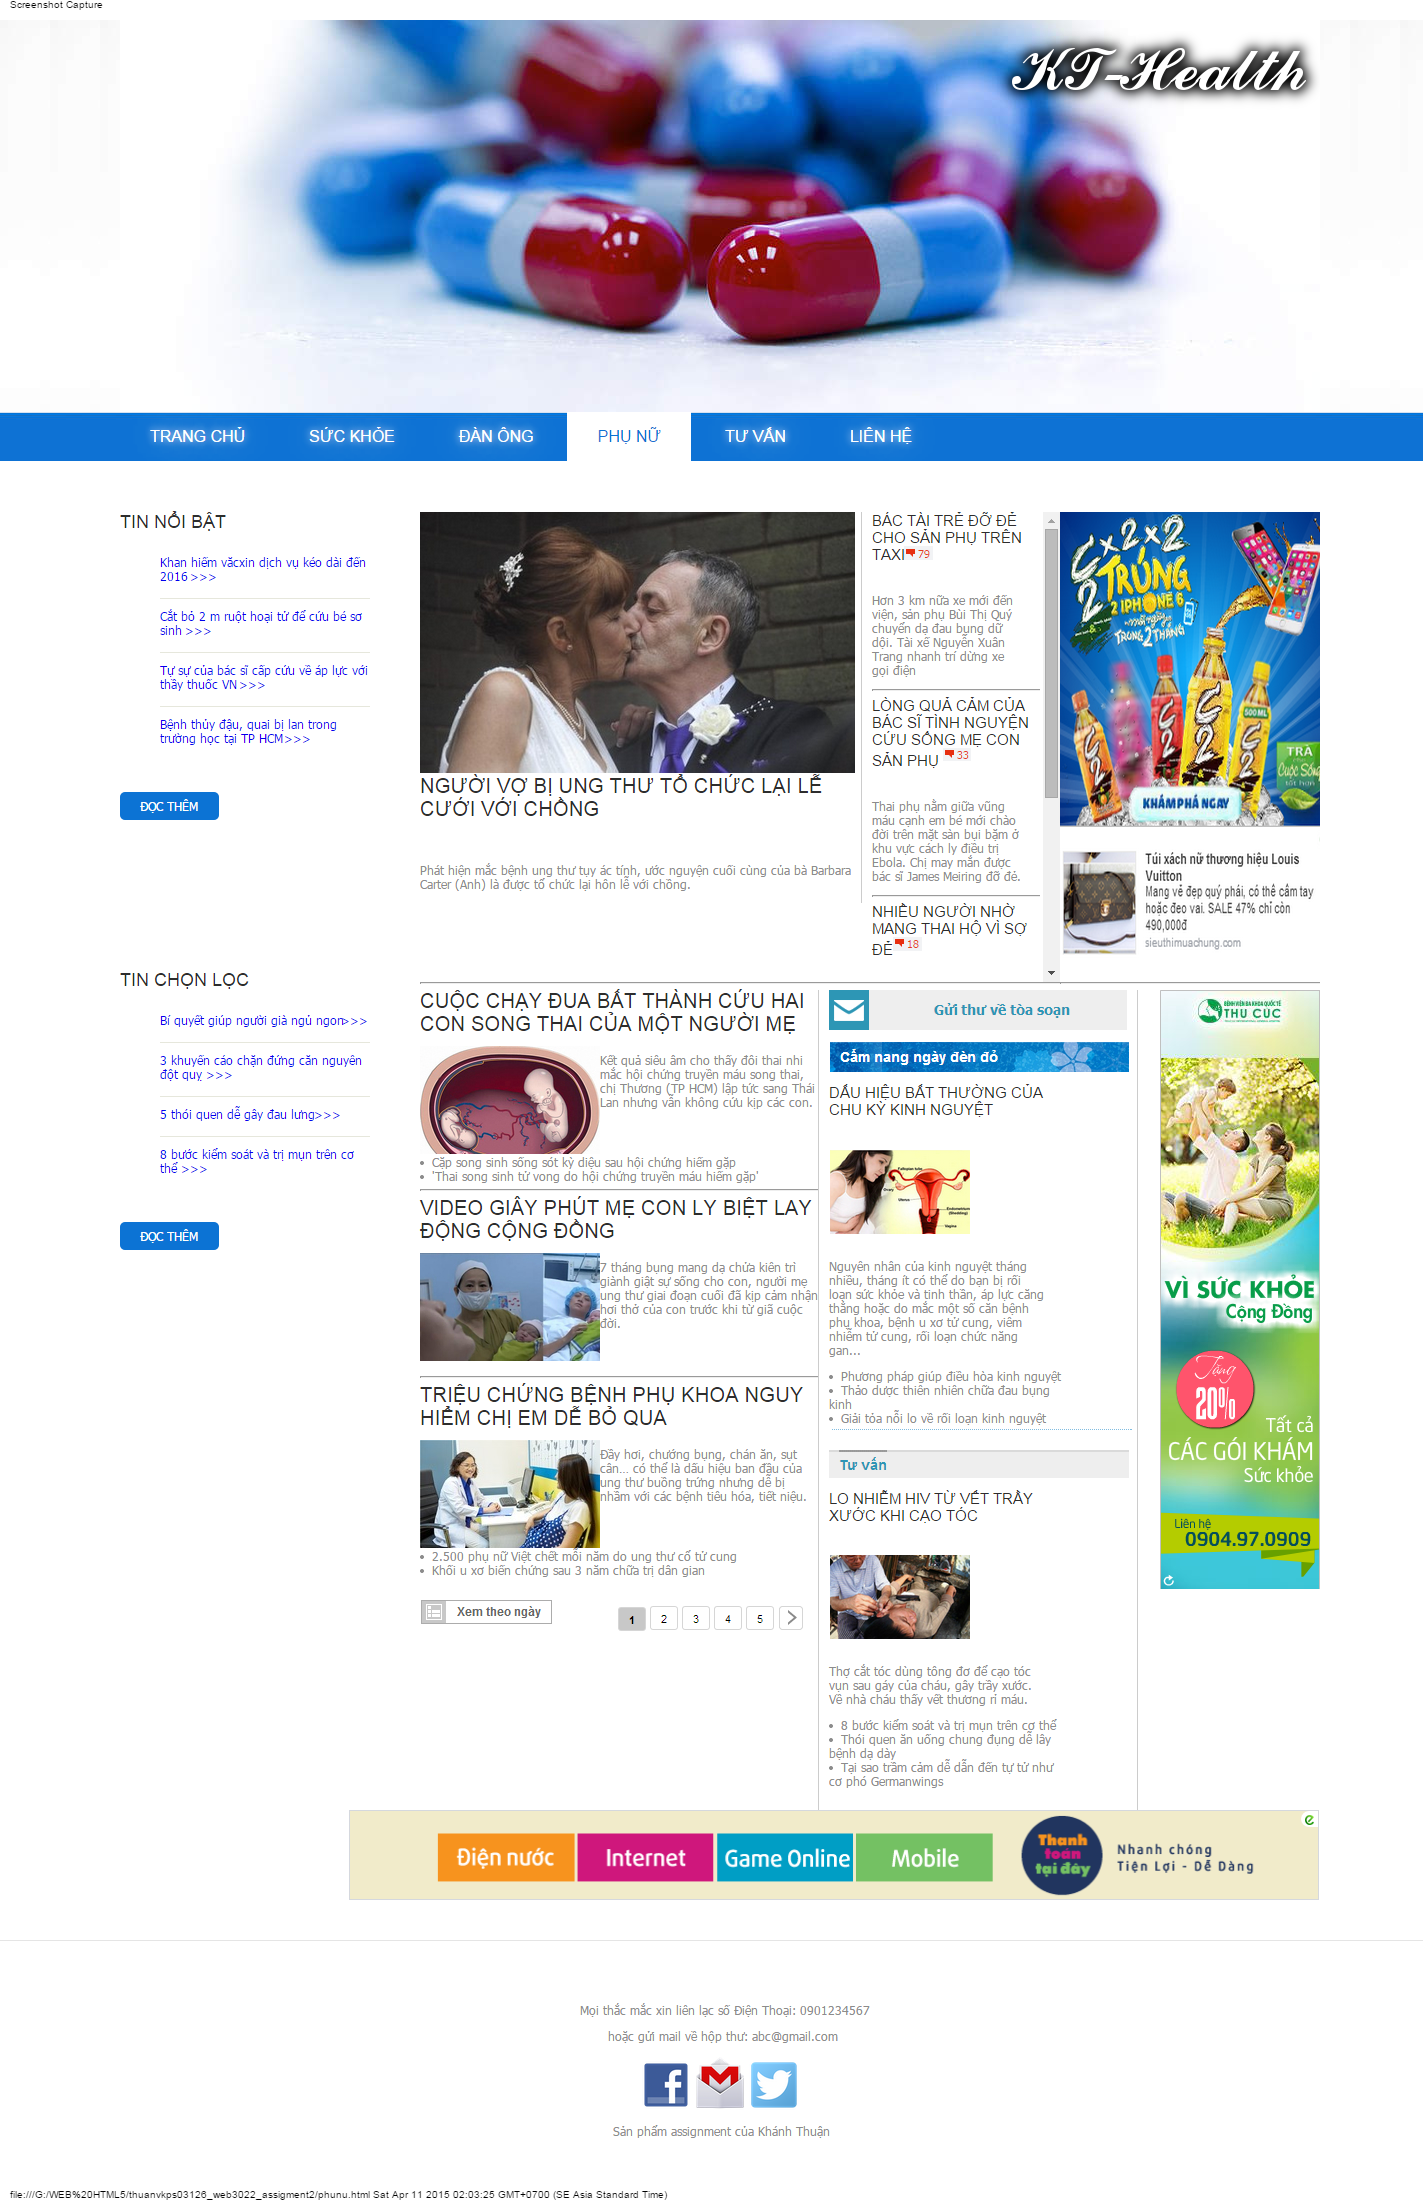 Screenshot Capture
KT-Health
TRANG CHỦ
SỨC KHỎE
ĐÀN ÔNG
PHỤ NỮ
TƯ VẤN
LIÊN HỆ
TIN NỔI BẬT
Khan hiếm vắcxin dịch vụ kéo dài đến
2016 >>>
Cắt bỏ 2 m ruột hoại tử để cứu bé sơ
sinh >>>
Tự sự của bác sĩ cấp cứu về áp lực với
thầy thuốc VN >>>
Bệnh thủy đậu, quai bị lan trong
trường học tại TP HCM>>>
ĐỌC THÊM
NGƯỜI VỢ BỊ UNG THƯ TỔ CHỨC LẠI LỄ
CƯỚI VỚI CHỒNG
Phát hiện mắc bệnh ung thư tụy ác tính, ước nguyện cuối cùng của bà Barbara
Carter (Anh) là được tổ chức lại hôn lễ với chồng.
BÁC TÀI TRẺ ĐỠ ĐẺ
CHO SẢN PHỤ TRÊN
TAXI 79
Hơn 3 km nữa xe mới đến
viện, sản phụ Bùi Thị Quý
chuyển dạ đau bụng dữ
dội. Tài xế Nguyễn Xuân
Trang nhanh trí dừng xe
gọi điện
LÒNG QUẢ CẢM CỦA
BÁC SĨ TÌNH NGUYỆN
CỨU SỐNG MẸ CON
SẢN PHỤ 33
Thai phụ nằm giữa vũng
máu cạnh em bé mới chào
đời trên mặt sàn bụi bặm ở
khu vực cách ly điều trị
Ebola. Chị may mắn được
bác sĩ James Meiring đỡ đẻ.
NHIỀU NGƯỜI NHỜ
MANG THAI HỘ VÌ SỢ
ĐẺ 18
C2x2x2
TRÚNG
2 IPHONE 6
TRONG 2 THÁNG
500ML
TRÀ
Cuộc Sống
tốt hơn
KHÁM PHÁ NGAY
Túi xách nữ thương hiệu Louis
Vuitton
Mang vẻ đẹp quý phái, có thể cầm tay
hoặc đeo vai. SALE 47% chỉ còn
490,000đ
sieuthimuachung.com
TIN CHỌN LỌC
Bí quyết giúp người già ngủ ngon>>>
3 khuyến cáo chặn đứng căn nguyên
đột quỵ >>>
5 thói quen dễ gây đau lưng>>>
8 bước kiểm soát và trị mụn trên cơ
thể >>>
ĐỌC THÊM
CUỘC CHẠY ĐUA BẤT THÀNH CỨU HAI
CON SONG THAI CỦA MỘT NGƯỜI MẸ
Kết quả siêu âm cho thấy đôi thai nhi
mắc hội chứng truyền máu song thai,
chị Thương (TP HCM) lập tức sang Thái
Lan nhưng vẫn không cứu kịp các con.
• Cặp song sinh sống sót kỳ diệu sau hội chứng hiếm gặp
• 'Thai song sinh tử vong do hội chứng truyền máu hiếm gặp'
VIDEO GIÂY PHÚT MẸ CON LY BIỆT LAY
ĐỘNG CỘNG ĐỒNG
7 tháng bụng mang dạ chửa kiên trì
giành giật sự sống cho con, người mẹ
ung thư giai đoạn cuối đã kịp cảm nhận
hơi thở của con trước khi từ giã cuộc
đời.
TRIỆU CHỨNG BỆNH PHỤ KHOA NGUY
HIỂM CHỊ EM DỄ BỎ QUA
Đầy hơi, chướng bụng, chán ăn, sụt
cân... có thể là dấu hiệu ban đầu của
ung thư buồng trứng nhưng dễ bị
nhầm với các bệnh tiêu hóa, tiết niệu.
• 2.500 phụ nữ Việt chết mỗi năm do ung thư cổ tử cung
• Khối u xơ biến chứng sau 3 năm chữa trị dân gian
Xem theo ngày
1 2 3 4 5
Gửi thư về tòa soạn
Cẩm nang ngày đèn đỏ
DẤU HIỆU BẤT THƯỜNG CỦA
CHU KỲ KINH NGUYỆT
Fallopian tube
Ovary
Uterus
Endometrium
(Shedding)
Vagina
Nguyên nhân của kinh nguyệt tháng
nhiều, tháng ít có thể do bạn bị rối
loạn sức khỏe và tinh thần, áp lực căng
thẳng hoặc do mắc một số căn bệnh
phụ khoa, bệnh u xơ tử cung, viêm
nhiễm tử cung, rối loạn chức năng
gan...
• Phương pháp giúp điều hòa kinh nguyệt
• Thảo dược thiên nhiên chữa đau bụng
kinh
• Giải tỏa nỗi lo về rối loạn kinh nguyệt
Tư vấn
LO NHIỄM HIV TỪ VẾT TRẦY
XƯỚC KHI CẠO TÓC
Thợ cắt tóc dùng tông đơ để cạo tóc
vụn sau gáy của cháu, gây trầy xước.
Về nhà cháu thấy vết thương rỉ máu.
• 8 bước kiểm soát và trị mụn trên cơ thể
• Thói quen ăn uống chung đụng dễ lây
bệnh dạ dày
• Tại sao trầm cảm dễ dẫn đến tự tử như
cơ phó Germanwings
BỆNH VIỆN ĐA KHOA QUỐC TẾ
THU CUC
VÌ SỨC KHỎE
Cộng Đồng
Tặng
20%
Tất cả
CÁC GÓI KHÁM
Sức khỏe
Liên hệ
0904.97.0909
Điện nước
Internet
Game Online
Mobile
Thanh
toán
tại đây
Nhanh chóng
Tiện Lợi - Dễ Dàng
Mọi thắc mắc xin liên lạc số Điện Thoại: 0901234567
hoặc gửi mail về hộp thư: abc@gmail.com
Sản phẩm assignment của Khánh Thuận
file:///G:/WEB%20HTML5/thuanvkps03126_web3022_assigment2/phunu.html Sat Apr 11 2015 02:03:25 GMT+0700 (SE Asia Standard Time)